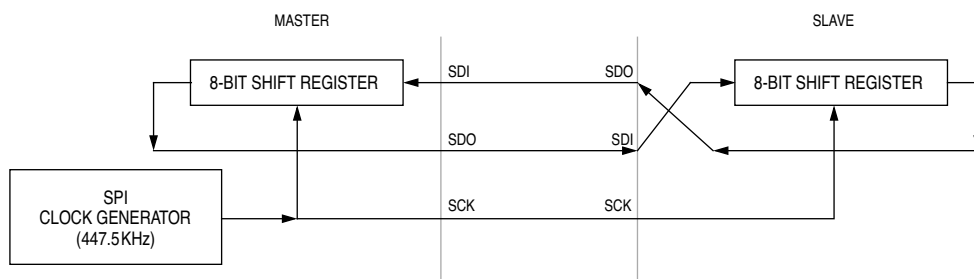 MASTER
SLAVE
8-BIT SHIFT REGISTER
SDI
SDO
8-BIT SHIFT REGISTER
SDO
SDI
SPI
CLOCK GENERATOR
(447.5KHz)
SCK
SCK